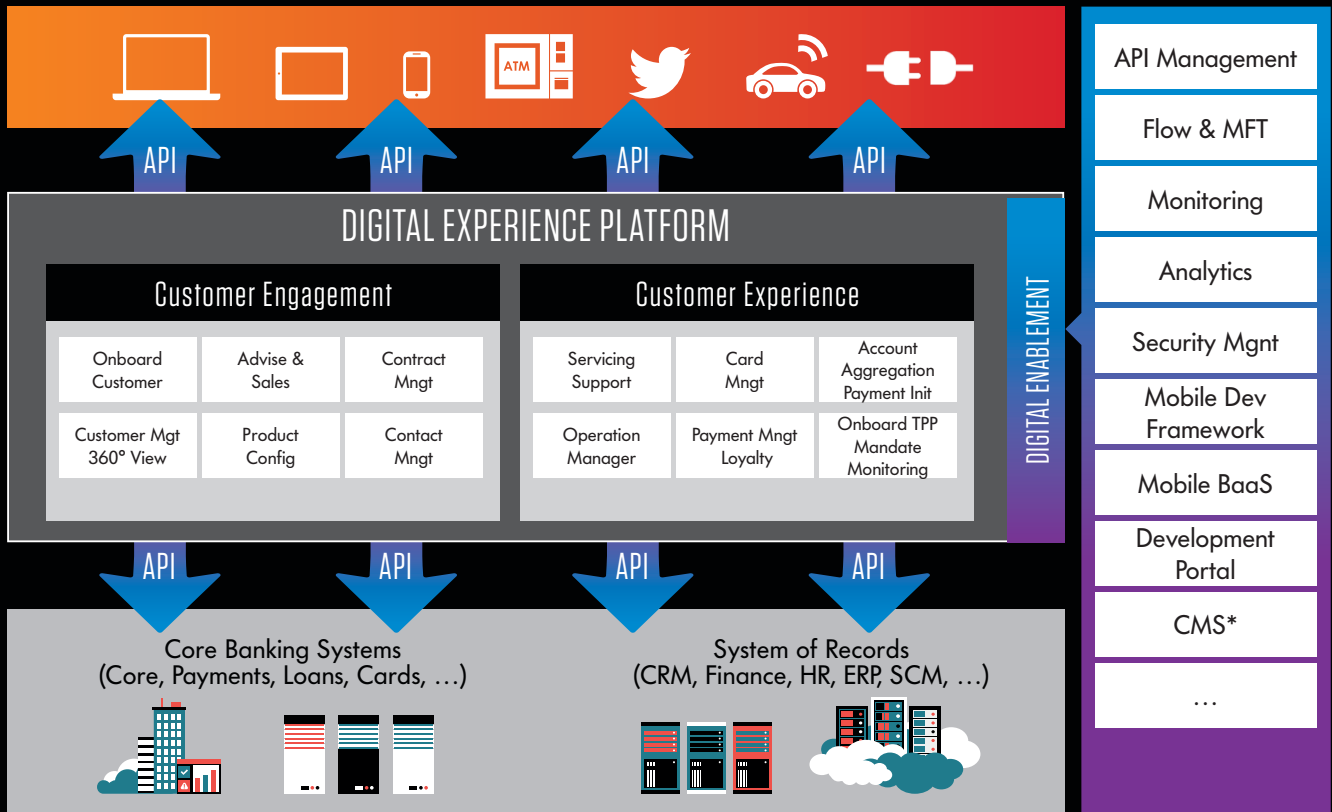 ATM
API
API
API
API
DIGITAL EXPERIENCE PLATFORM
Customer Engagement
Onboard
Customer
Advise &
Sales
Contract
Mngt
Customer Mgt
360° View
Product
Config
Contact
Mngt
Customer Experience
Servicing
Support
Card
Mngt
Account
Aggregation
Payment Init
Operation
Manager
Payment Mngt
Loyalty
Onboard TPP
Mandate
Monitoring
DIGITAL ENABLEMENT
API
API
API
API
Core Banking Systems
(Core, Payments, Loans, Cards, …)
System of Records
(CRM, Finance, HR, ERP, SCM, …)
API Management
Flow & MFT
Monitoring
Analytics
Security Mgnt
Mobile Dev
Framework
Mobile BaaS
Development
Portal
CMS*
…